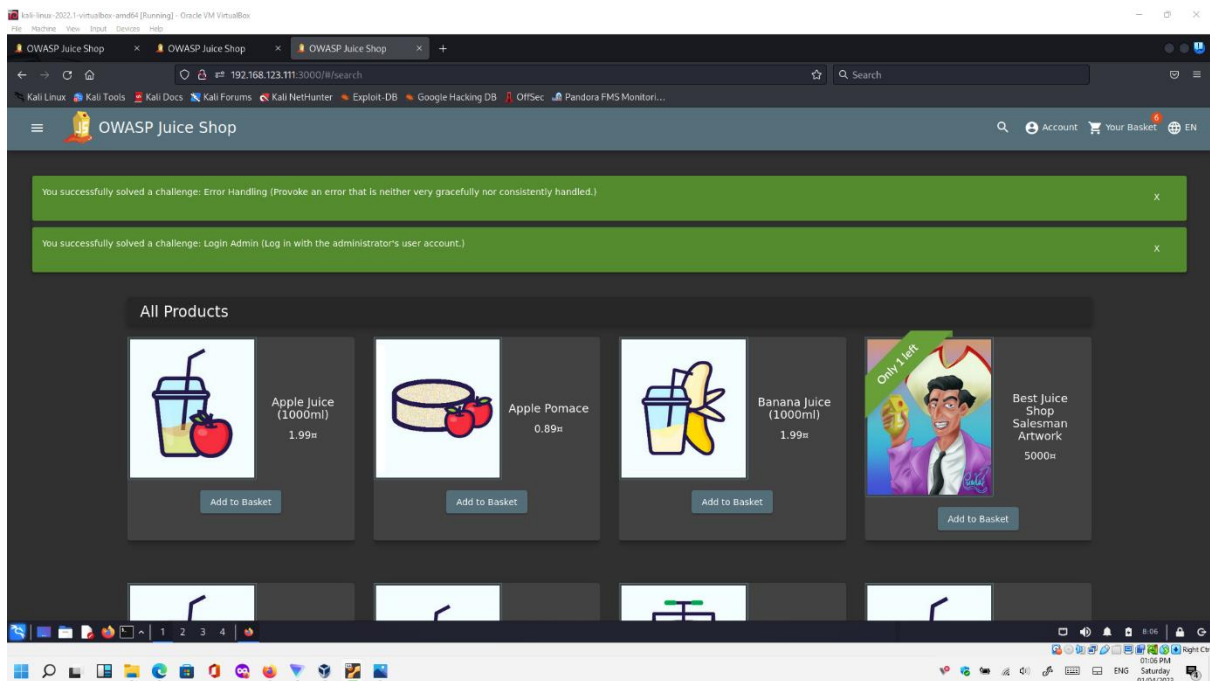 kali-linux-2022.1-virtualbox-amd64 [Running] - Oracle VM VirtualBox
File Machine View Input Devices Help
OWASP Juice Shop × OWASP Juice Shop × OWASP Juice Shop × +
192.168.123.111:3000/#/search Search
Kali Linux Kali Tools Kali Docs Kali Forums Kali NetHunter Exploit-DB Google Hacking DB OffSec Pandora FMS Monitori...
OWASP Juice Shop Account Your Basket 6 EN
You successfully solved a challenge: Error Handling (Provoke an error that is neither very gracefully nor consistently handled.) X
You successfully solved a challenge: Login Admin (Log in with the administrator's user account.) X
All Products
Only 1 left
Apple Juice
(1000ml)
1.99¤
Add to Basket
Apple Pomace
0.89¤
Add to Basket
Banana Juice
(1000ml)
1.99¤
Add to Basket
Best Juice
Shop
Salesman
Artwork
5000¤
Add to Basket
1 2 3 4 8:06
Right Ctrl
ENG
01:06 PM
Saturday
01/04/2023